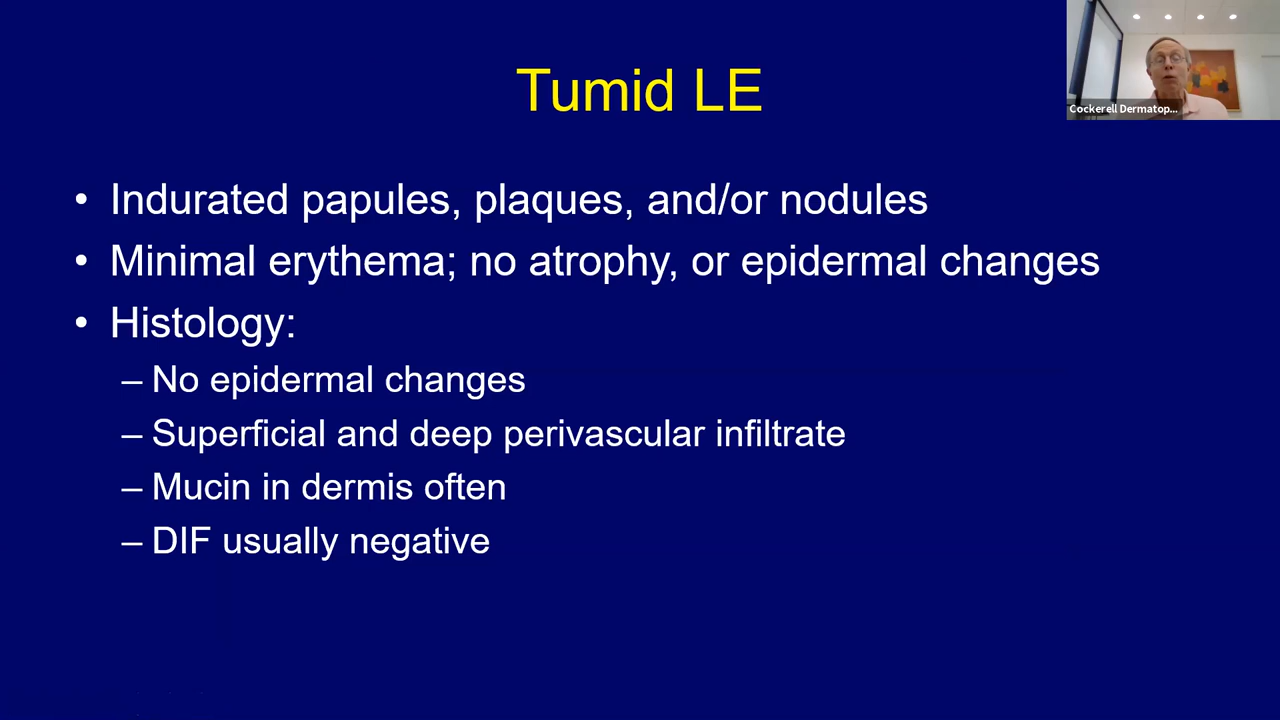 Tumid LE
Cockerell Dermatop...
• Indurated papules, plaques, and/or nodules
• Minimal erythema; no atrophy, or epidermal changes
• Histology:
– No epidermal changes
– Superficial and deep perivascular infiltrate
– Mucin in dermis often
– DIF usually negative